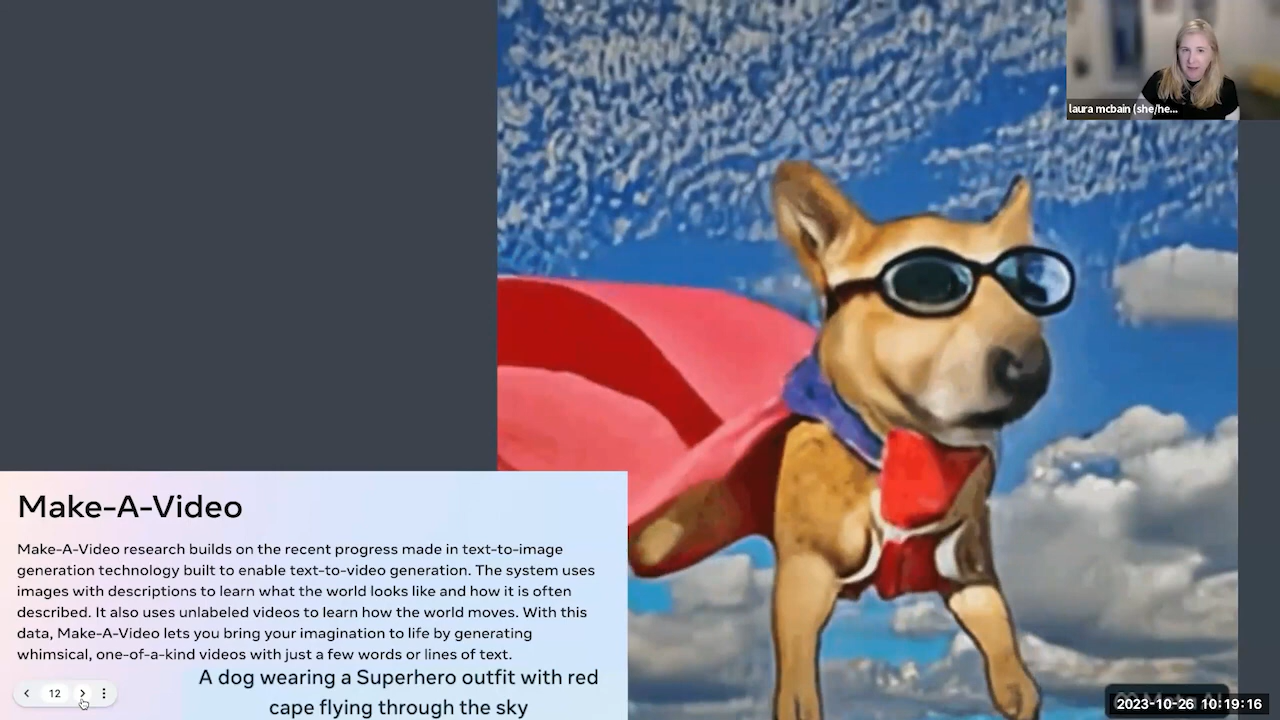 laura mcbain (she/he...
Make-A-Video
Make-A-Video research builds on the recent progress made in text-to-image
generation technology built to enable text-to-video generation. The system uses
images with descriptions to learn what the world looks like and how it is often
described. It also uses unlabeled videos to learn how the world moves. With this
data, Make-A-Video lets you bring your imagination to life by generating
whimsical, one-of-a-kind videos with just a few words or lines of text.
A dog wearing a Superhero outfit with red
cape flying through the sky
12
2023-10-26 10:19:16